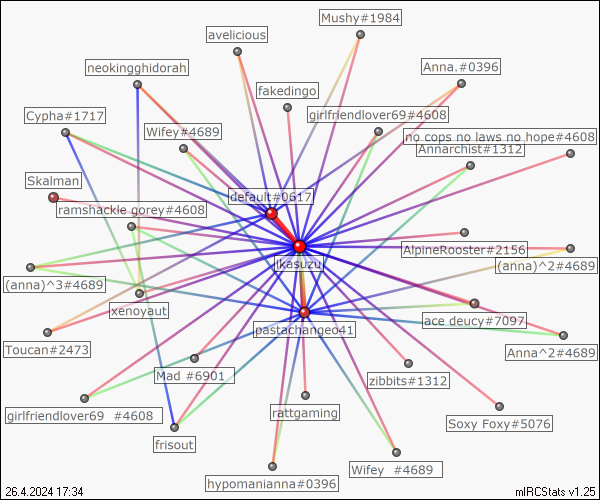 Mushy#1984
avelicious
neokingghidorah
Anna.#0396
fakedingo
Cypha#1717
girlfriendlover69#4608
Wifey#4689
no cops no laws no hope#4608
Annarchist#1312
Skalman
default#0617
ramshackle gorey#4608
AlpineRooster#2156
ikasuzu
(anna)^2#4689
(anna)^3#4689
xenoyaut
ace deucy#7097
pastachangeo41
Toucan#2473
Anna^2#4689
Mad #6901
zibbits#1312
girlfriendlover69 #4608
rattgaming
Soxy Foxy#5076
frisout
Wifey #4689
hypomanianna#0396
26.4.2024 17:34
mIRCStats v1.25